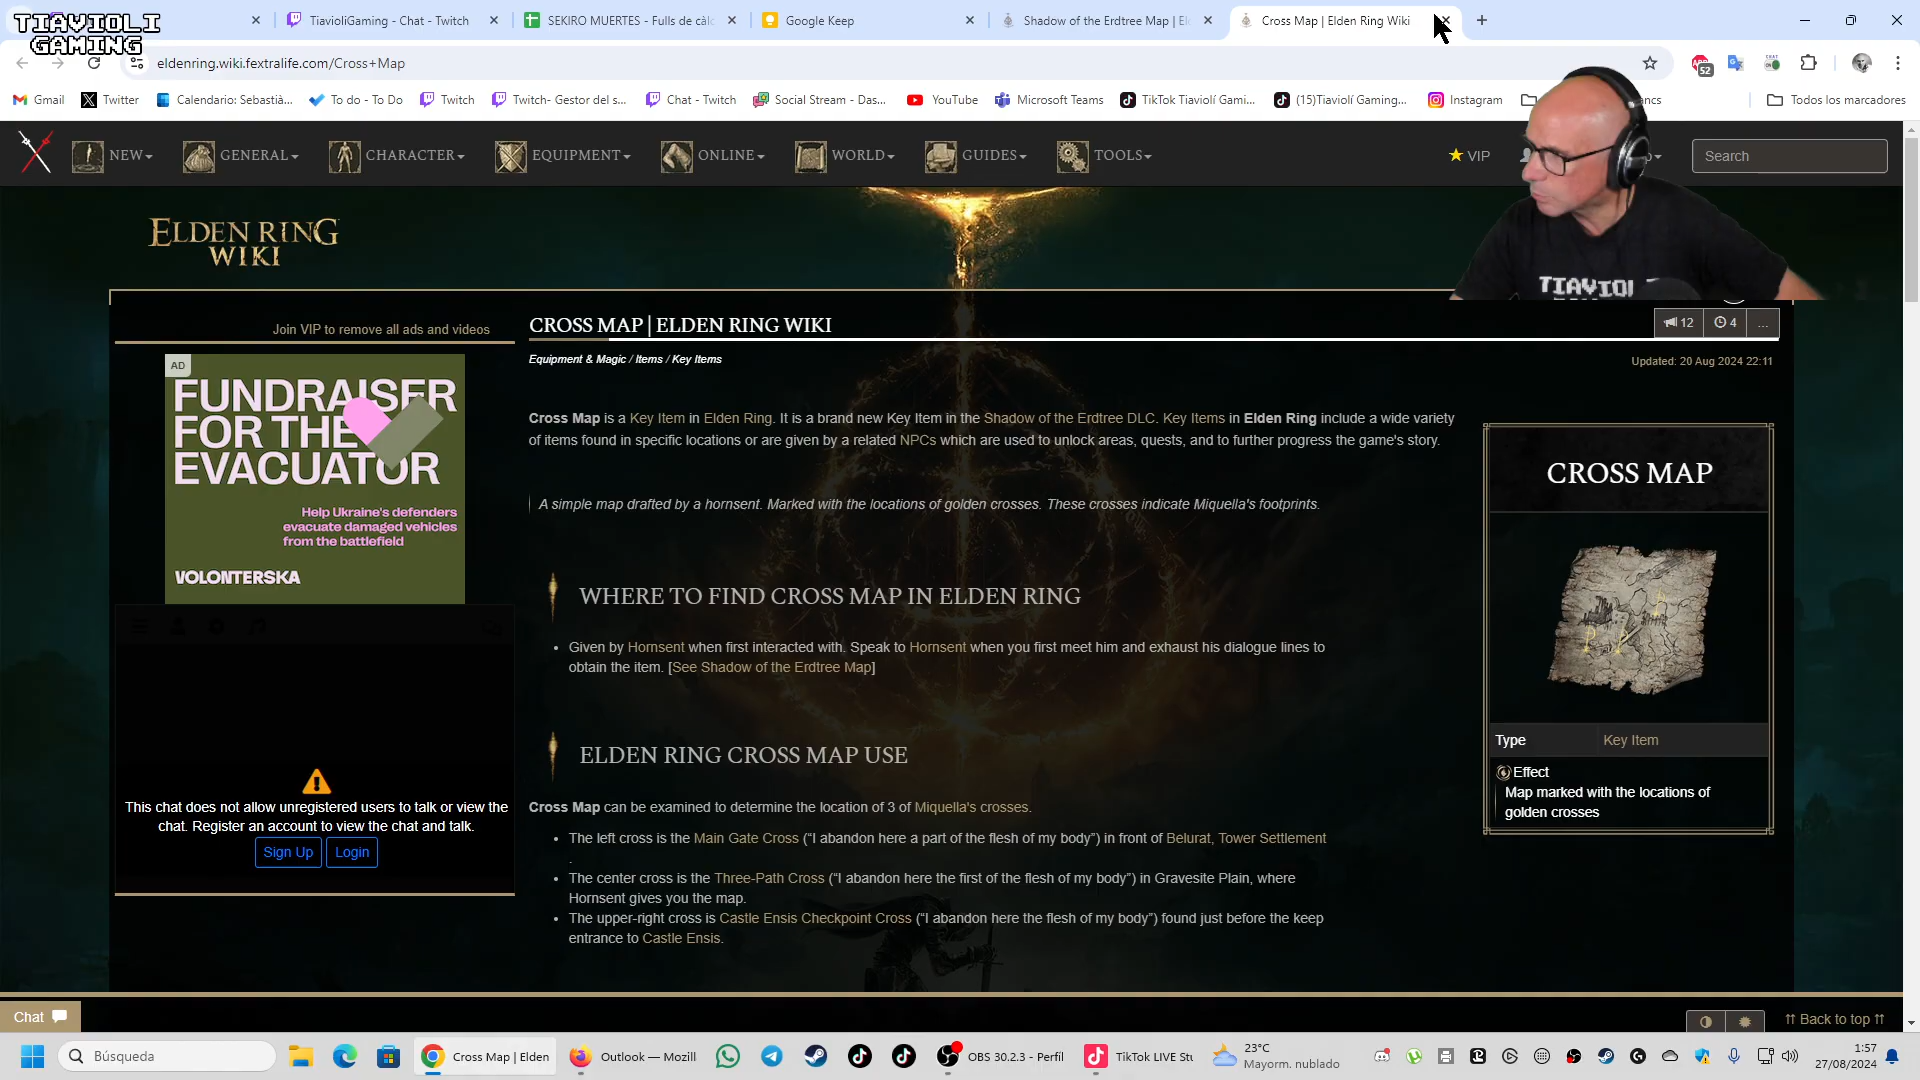 TIAVIOLI
GAMING
TiavioliGaming - Chat - Twitch
SEKIRO MUERTES - Fulls de càlc
Google Keep
Shadow of the Erdtree Map | El
Cross Map | Elden Ring Wiki
eldenring.wiki.fextralife.com/Cross+Map
52
Gmail
Twitter
Calendario: Sebastià...
To do - To Do
Twitch
Twitch- Gestor del s...
Chat - Twitch
Social Stream - Das...
YouTube
Microsoft Teams
TikTok Tiavolí Gami...
(15)Tiavolí Gaming...
Instagram
ancs
Todos los marcadores
NEW
GENERAL
CHARACTER
EQUIPMENT
ONLINE
WORLD
GUIDES
TOOLS
VIP
Search
ELDEN RING
WIKI
TIAVIOLI
Join VIP to remove all ads and videos
AD
FUNDRAISER
FOR THE
EVACUATOR
Help Ukraine's defenders
evacuate damaged vehicles
from the battlefield
VOLONTERSKA
This chat does not allow unregistered users to talk or view the
chat. Register an account to view the chat and talk.
Sign Up
Login
CROSS MAP | ELDEN RING WIKI
12
4
...
Equipment & Magic / Items / Key Items
Updated: 20 Aug 2024 22:11
Cross Map is a Key Item in Elden Ring. It is a brand new Key Item in the Shadow of the Erdtree DLC. Key Items in Elden Ring include a wide variety
of items found in specific locations or are given by a related NPCs which are used to unlock areas, quests, and to further progress the game's story.
A simple map drafted by a hornsent. Marked with the locations of golden crosses. These crosses indicate Miquella's footprints.
WHERE TO FIND CROSS MAP IN ELDEN RING
• Given by Hornsent when first interacted with. Speak to Hornsent when you first meet him and exhaust his dialogue lines to
obtain the item. [See Shadow of the Erdtree Map]
ELDEN RING CROSS MAP USE
Cross Map can be examined to determine the location of 3 of Miquella's crosses.
• The left cross is the Main Gate Cross (“I abandon here a part of the flesh of my body”) in front of Belurat, Tower Settlement
.
• The center cross is the Three-Path Cross (“I abandon here the first of the flesh of my body”) in Gravesite Plain, where
Hornsent gives you the map.
• The upper-right cross is Castle Ensis Checkpoint Cross (“I abandon here the flesh of my body”) found just before the keep
entrance to Castle Ensis.
CROSS MAP
Type
Key Item
Effect
Map marked with the locations of
golden crosses
Chat
Back to top
Búsqueda
Cross Map | Elden
Outlook — Mozill
OBS 30.2.3 - Perfil
TikTok LIVE Stu
23°C
Mayorm. nublado
1:57
27/08/2024